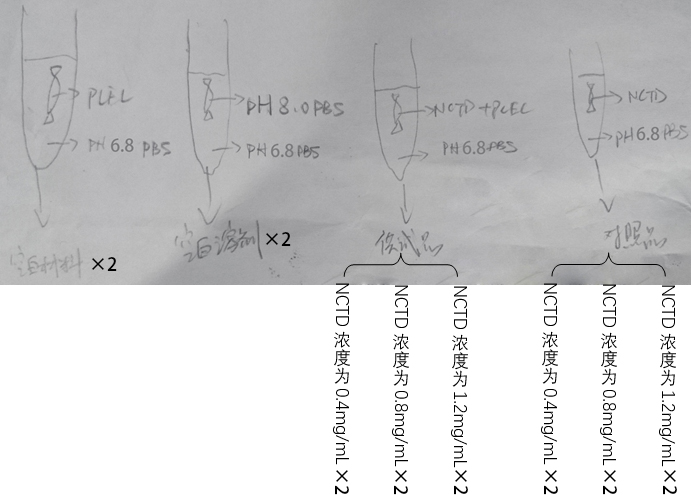 PLEL
PH 6.8 PBS
空白材料 ×2
PH 8.0 PBS
PH 6.8 PBS
空白溶剂 ×2
NCTD+PLEL
PH 6.8 PBS
供试品
NCTD 浓度为 0.4mg/mL×2
NCTD 浓度为 0.8mg/mL×2
NCTD 浓度为 1.2mg/mL×2
NCTD
PH 6.8 PBS
对照品
NCTD 浓度为 0.4mg/mL×2
NCTD 浓度为 0.8mg/mL×2
NCTD 浓度为 1.2mg/mL×2